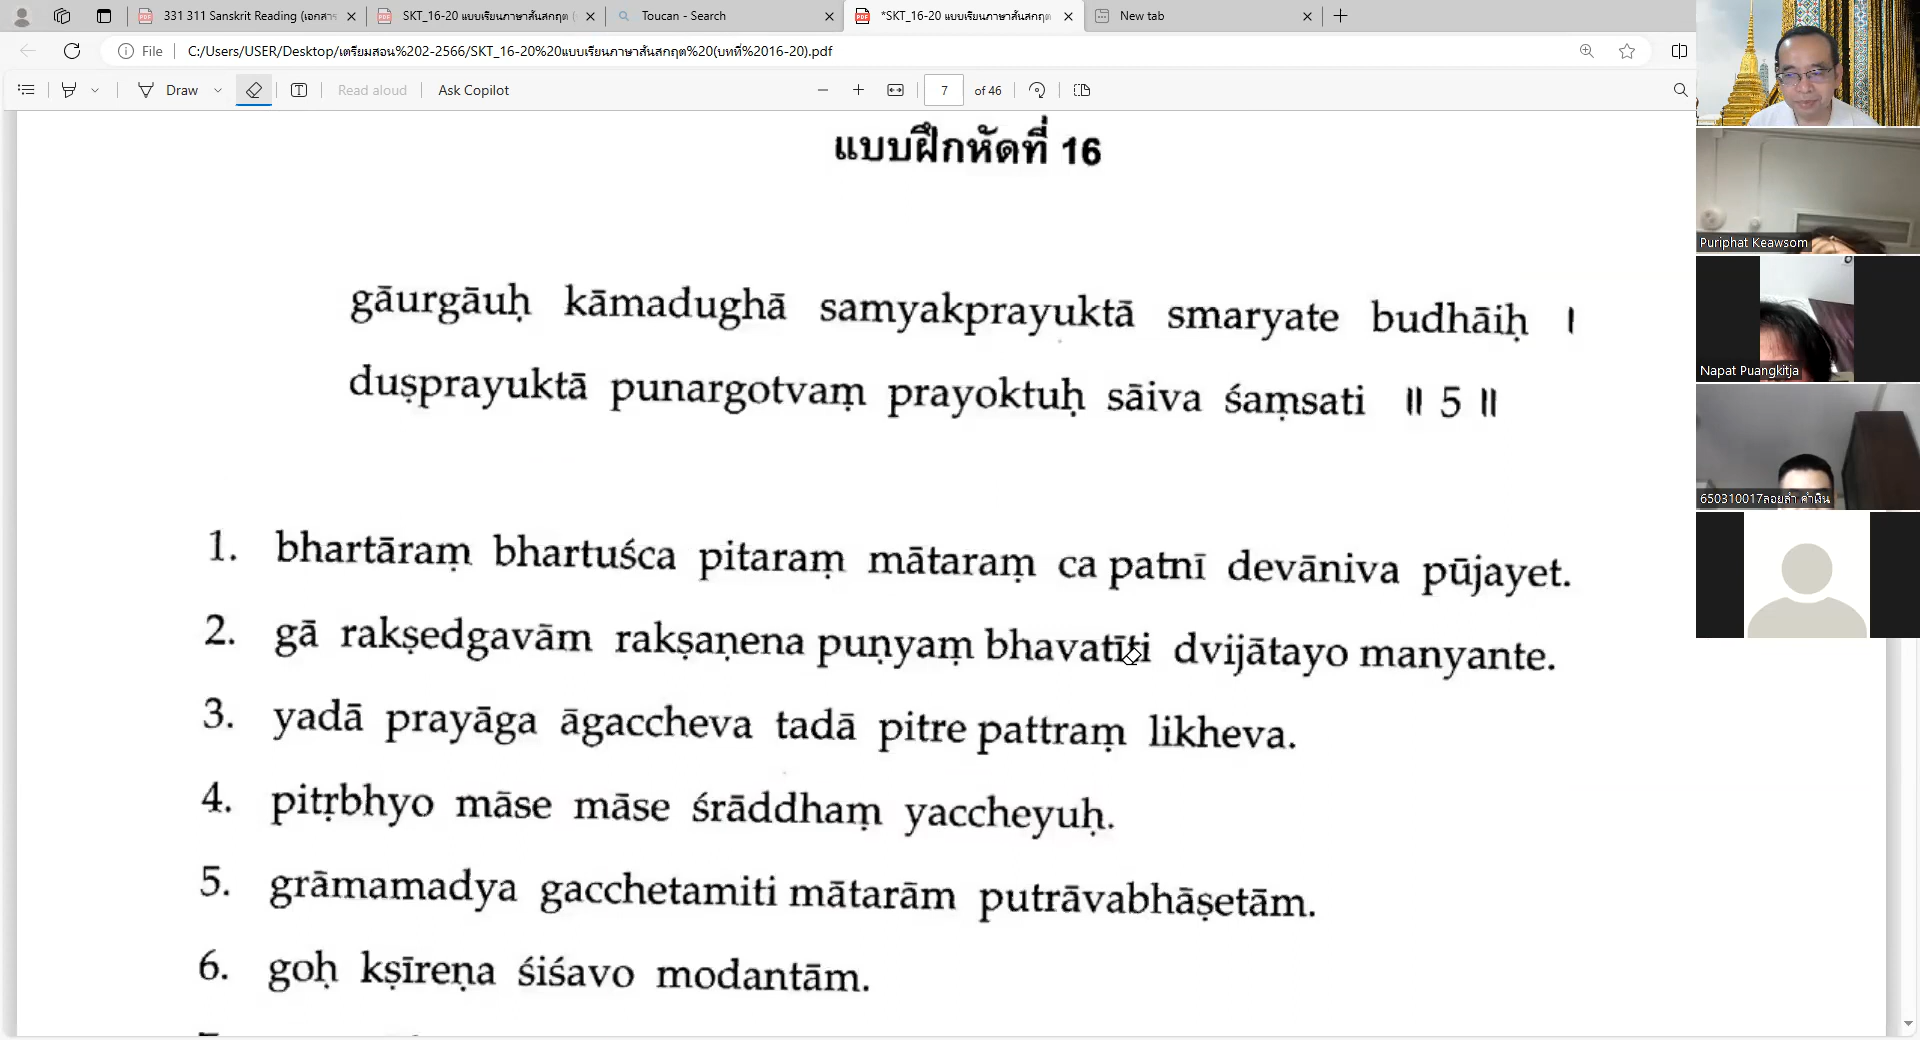 331 311 Sanskrit Reading (เอกสาร
SKT_16-20 แบบเรียนภาษาสันสกฤต (
Toucan - Search
*SKT_16-20 แบบเรียนภาษาสันสกฤต
New tab
File
C:/Users/USER/Desktop/เตรียมสอน%202-2566/SKT_16-20%20แบบเรียนภาษาสันสกฤต%20(บทที่%2016-20).pdf
Draw
Read aloud
Ask Copilot
7 of 46
แบบฝึกหัดที่ 16
gāurgāuḥ kāmadughā samyakprayuktā smaryate budhāiḥ ।
duṣprayuktā punargotvaṃ prayoktuḥ sāiva śaṃsati ॥ 5 ॥
1. bhartāraṃ bhartuśca pitaraṃ mātaraṃ ca patnī devāniva pūjayet.
2. gā rakṣedgavām rakṣaṇena puṇyaṃ bhavatīti dvijātayo manyante.
3. yadā prayāga āgaccheva tadā pitre pattraṃ likheva.
4. pitṛbhyo māse māse śrāddhaṃ yaccheyuḥ.
5. grāmamadya gacchetamiti mātarāṃ putrāvabhāṣetām.
6. goḥ kṣīreṇa śiśavo modantām.
Puriphat Keawsom
Napat Puangkitja
650310017ลอยลำ คำเงิน